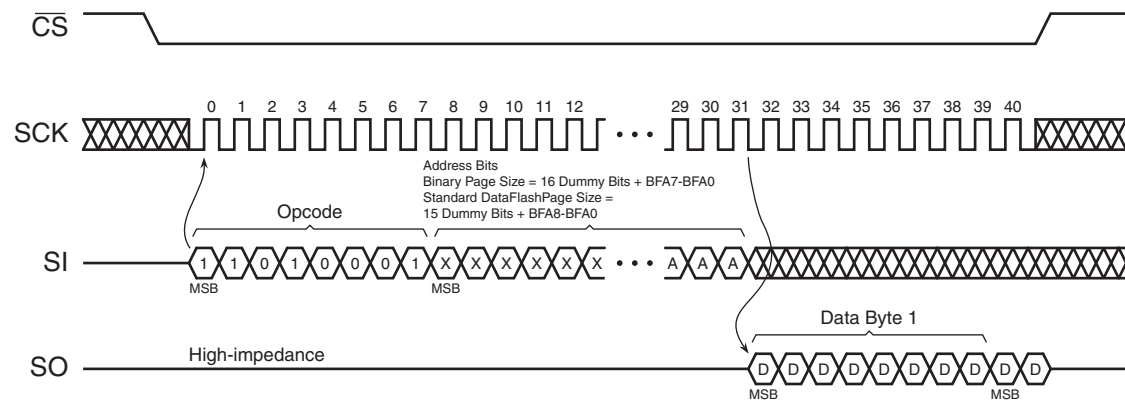 CS
SCK
0 1 2 3 4 5 6 7 8 9 10 11 12 29 30 31 32 33 34 35 36 37 38 39 40
Address Bits
Binary Page Size = 16 Dummy Bits + BFA7-BFA0
Standard DataFlashPage Size =
15 Dummy Bits + BFA8-BFA0
Opcode
SI
1 1 0 1 0 0 0 1 X X X X X X A A A
MSB MSB
Data Byte 1
High-impedance
SO
D D D D D D D D D D
MSB MSB